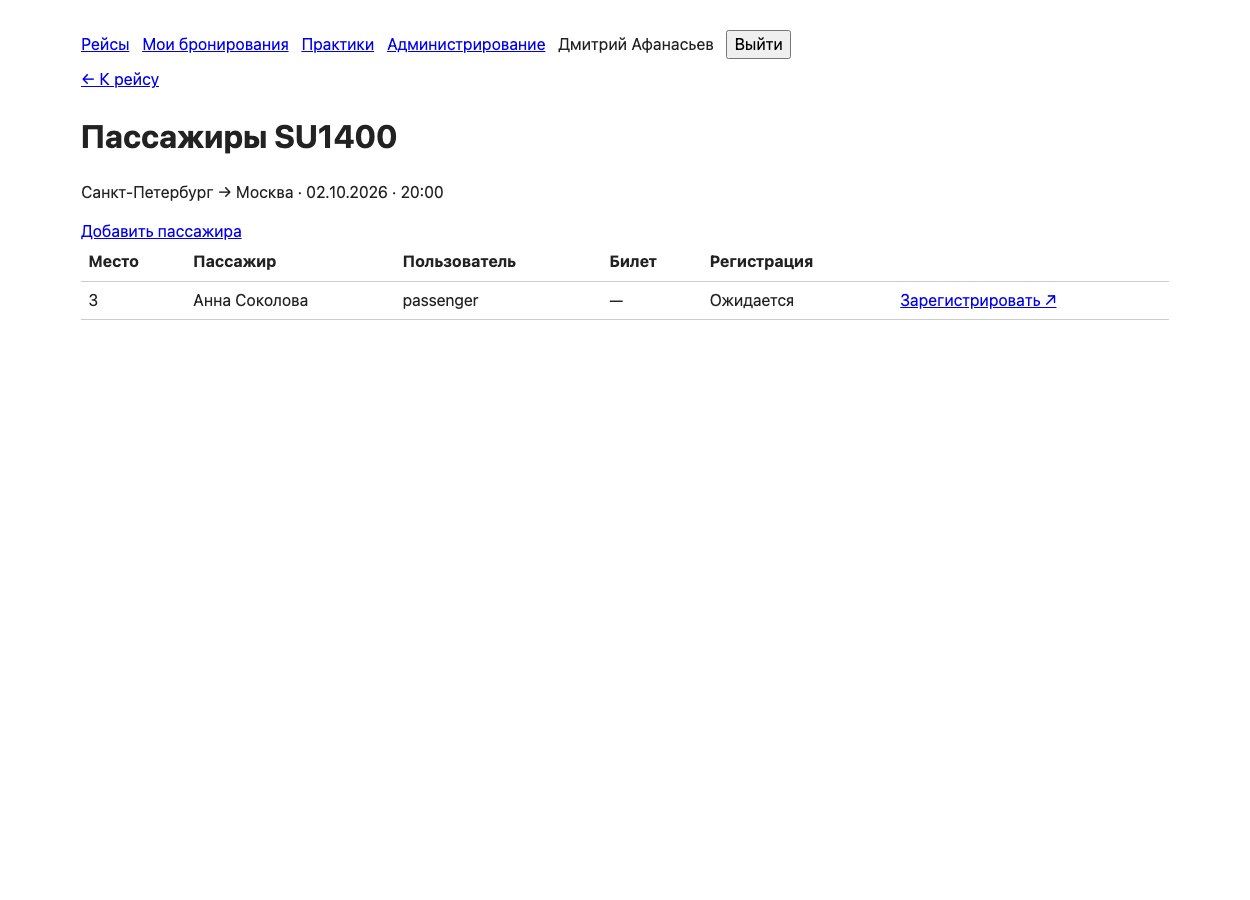 Рейсы Мои бронирования Практики Администрирование Дмитрий Афанасьев Выйти
← К рейсу
Пассажиры SU1400
Санкт-Петербург → Москва · 02.10.2026 · 20:00
Добавить пассажира
Место Пассажир Пользователь Билет Регистрация
3 Анна Соколова passenger — Ожидается Зарегистрировать ↗